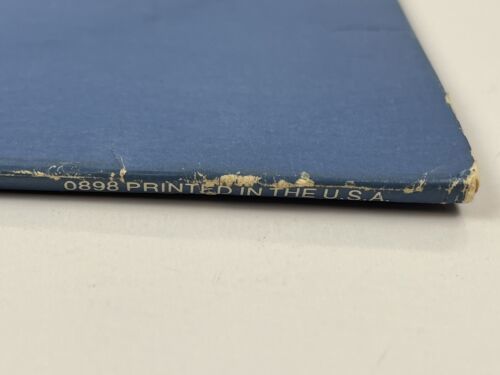 0898 PRINTED IN THE U.S.A.